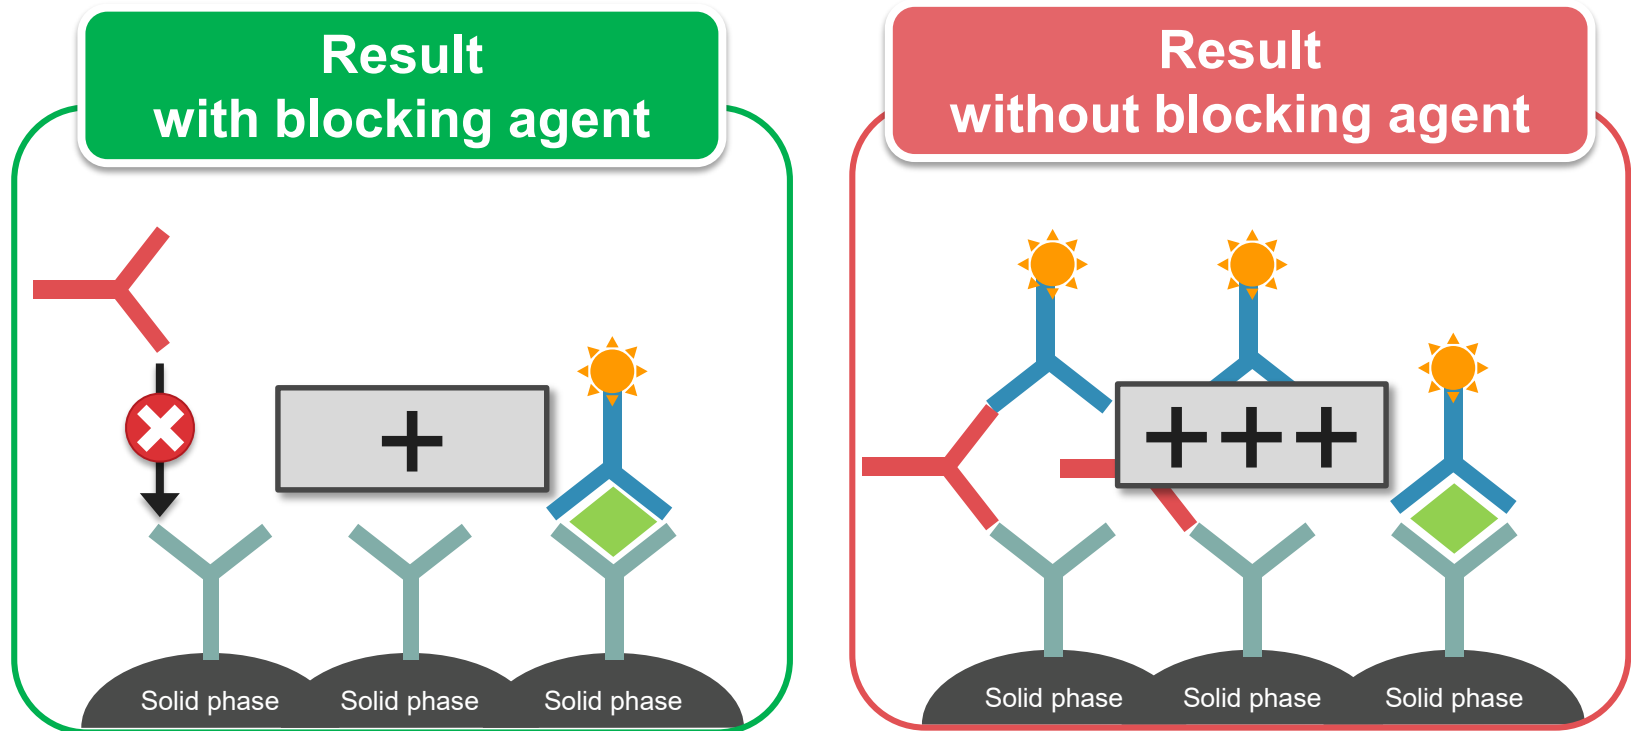 Result
with blocking agent
+
Solid phase
Solid phase
Solid phase
Result
without blocking agent
+++
Solid phase
Solid phase
Solid phase